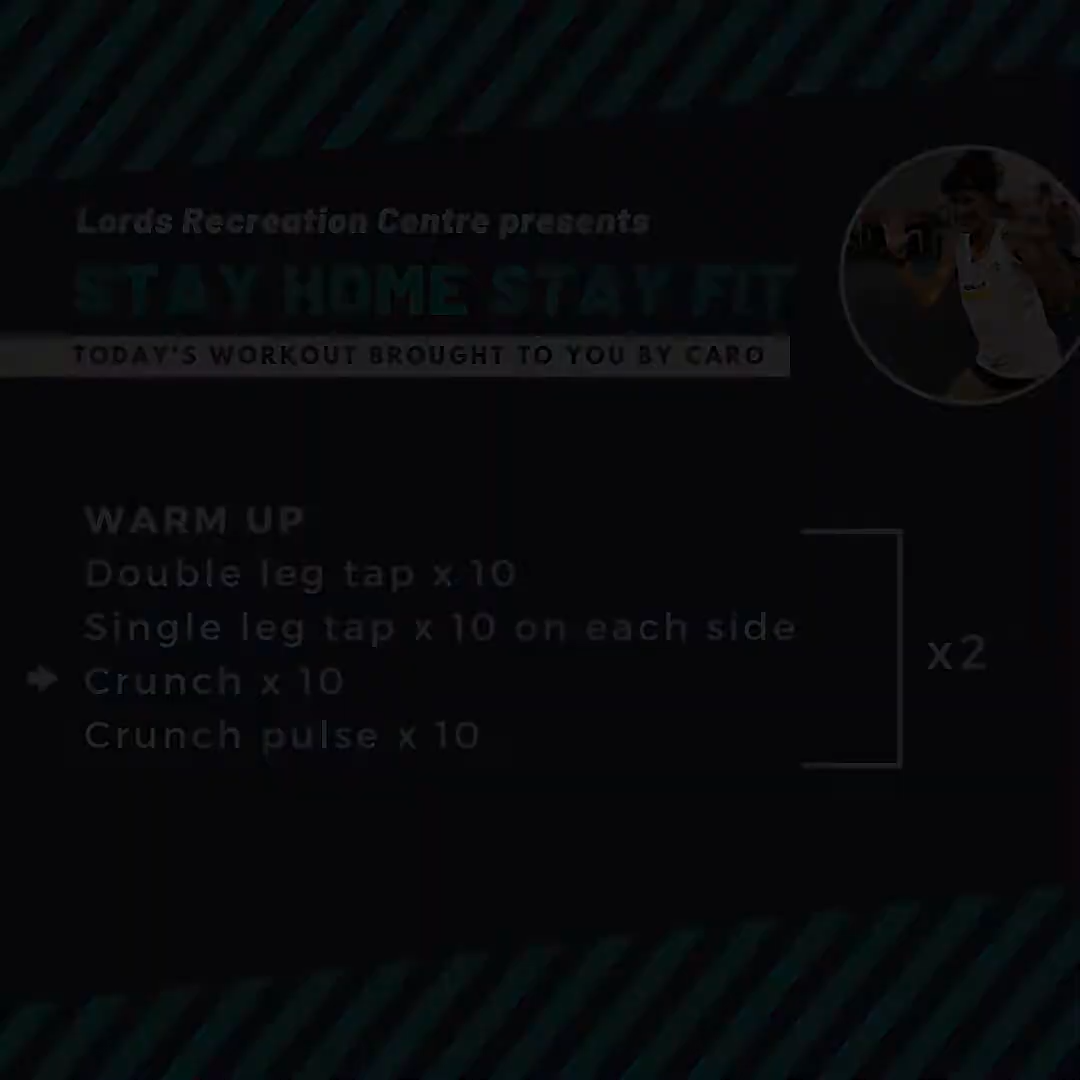 Lords Recreation Centre presents
STAY HOME STAY FIT
TODAY'S WORKOUT BROUGHT TO YOU BY CARO
WARM UP
Double leg tap x 10
Single leg tap x 10 on each side
Crunch x 10
Crunch pulse x 10
x2